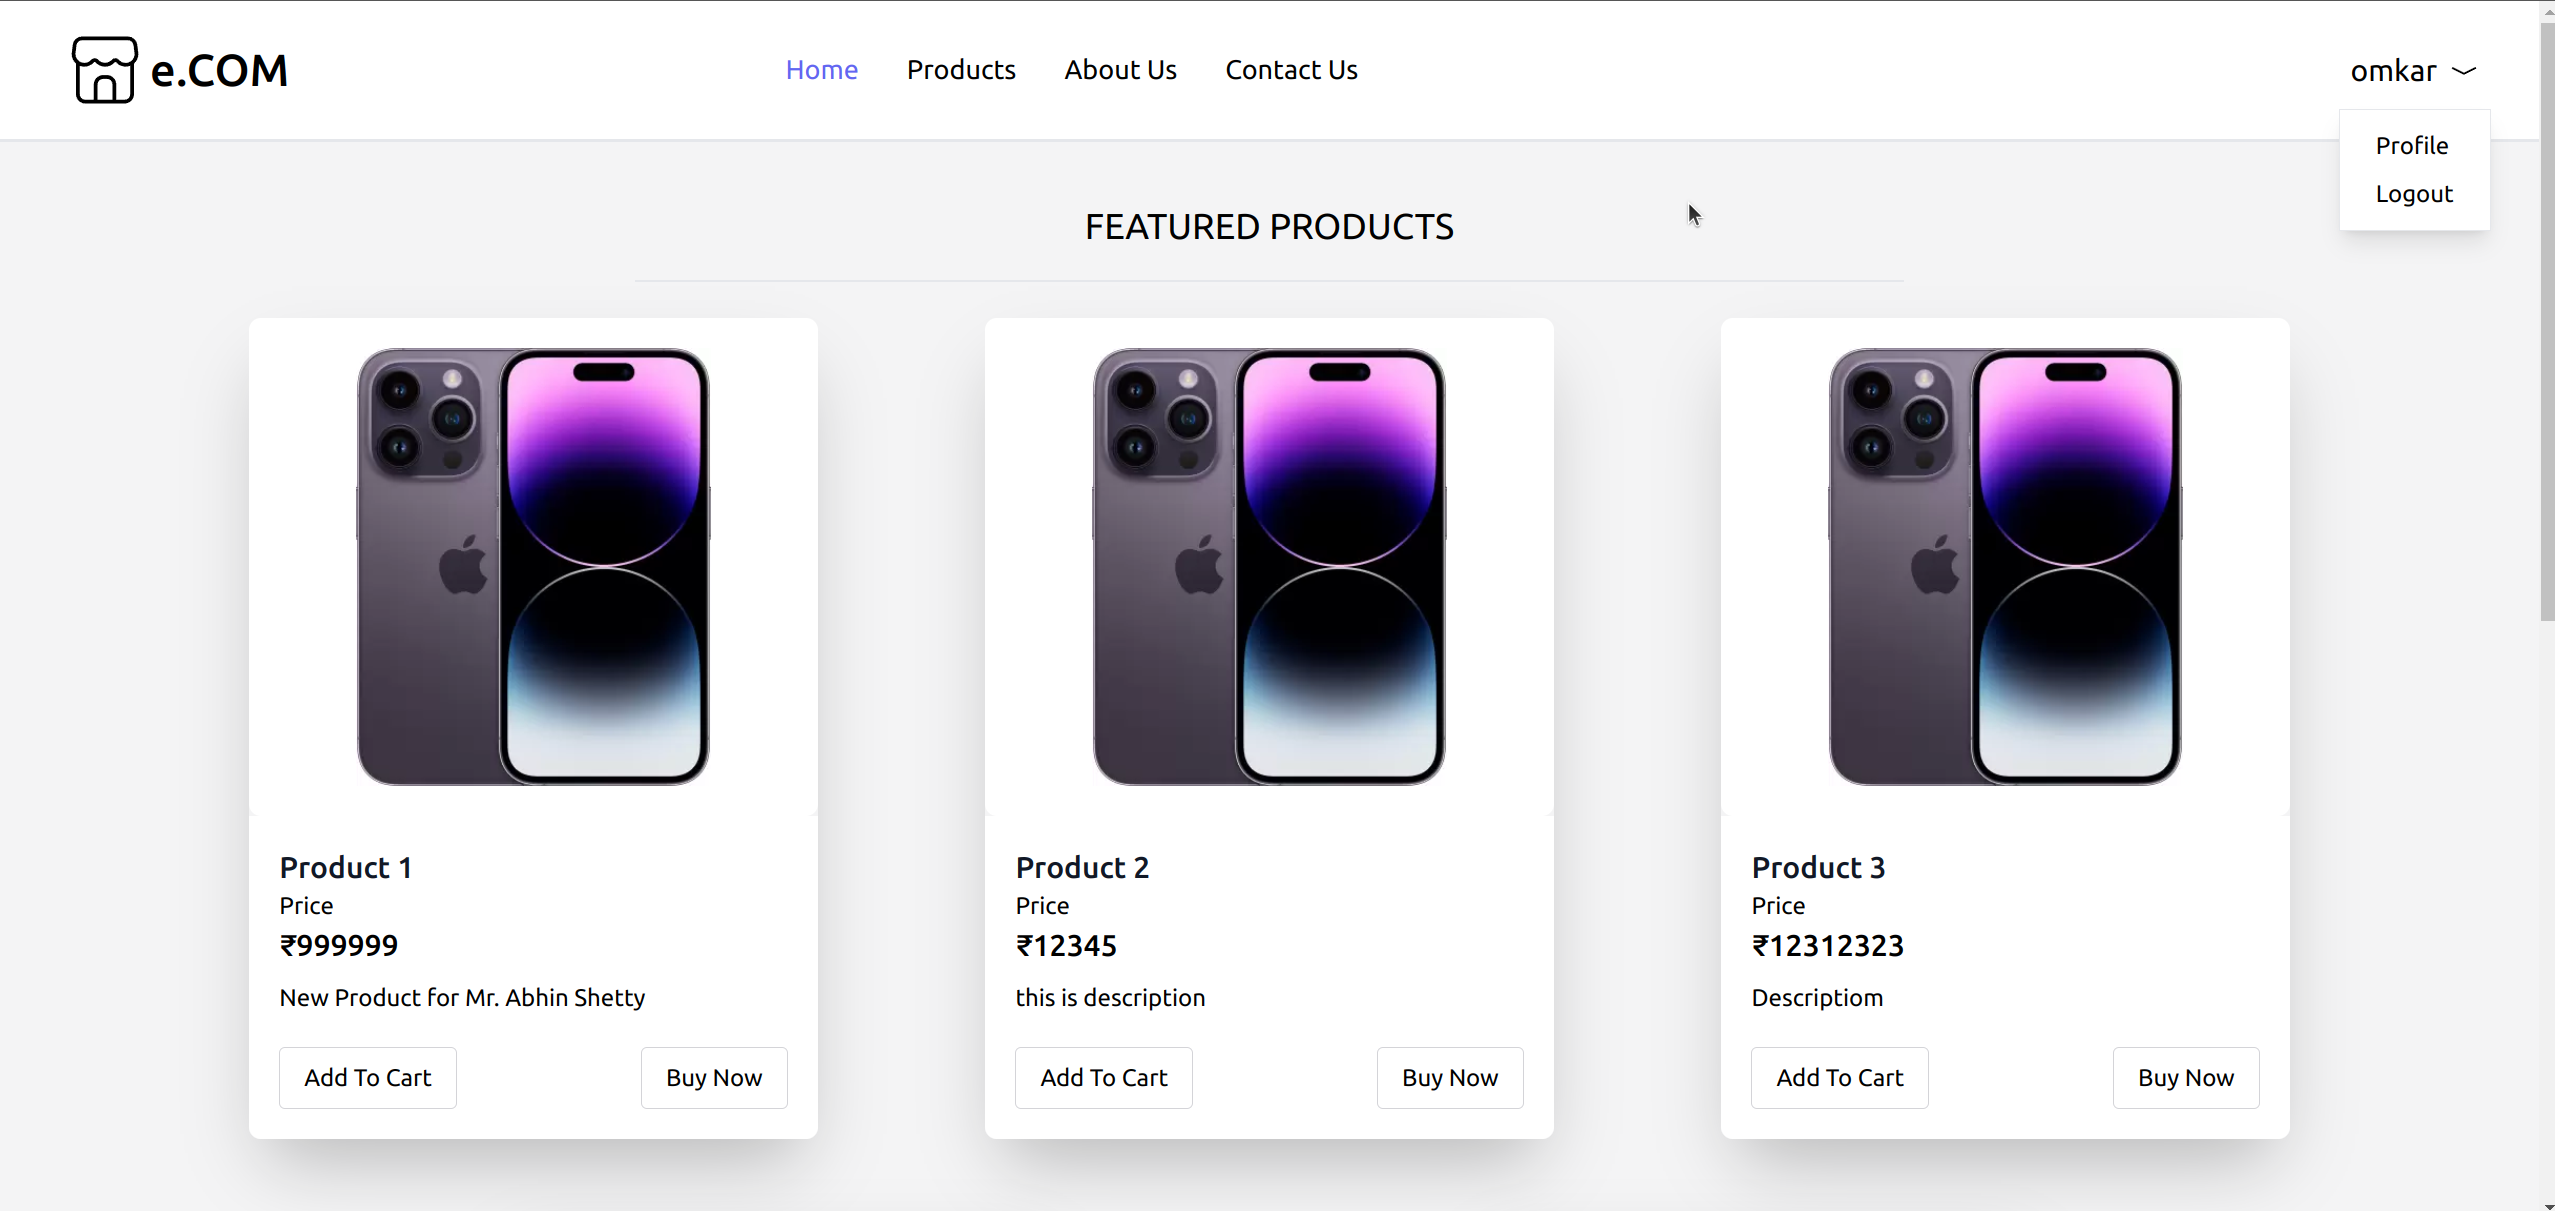 e.COM
Home Products About Us Contact Us
omkar
Profile
Logout
FEATURED PRODUCTS
Product 1
Price
₹999999
New Product for Mr. Abhin Shetty
Add To Cart Buy Now
Product 2
Price
₹12345
this is description
Add To Cart Buy Now
Product 3
Price
₹12312323
Descriptiom
Add To Cart Buy Now